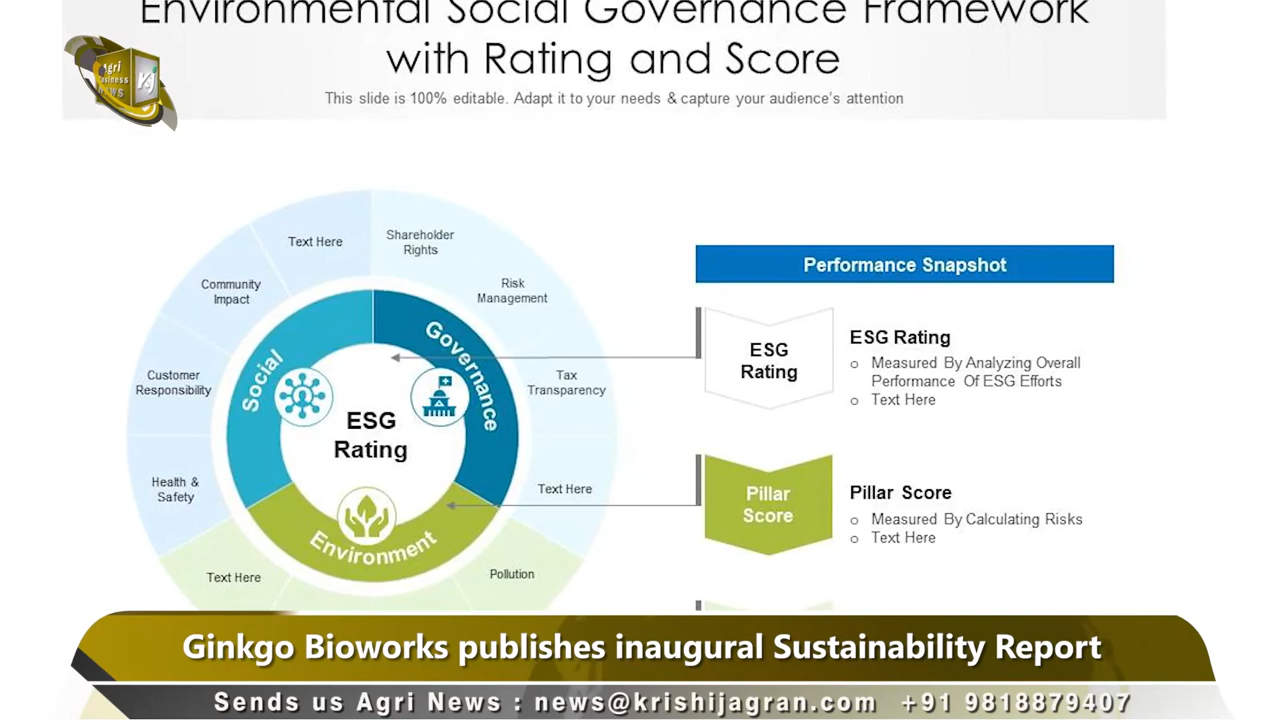 Environmental Social Governance Framework
with Rating and Score
This slide is 100% editable. Adapt it to your needs & capture your audience's attention
Agri
Business
News
KJ
Text Here
Shareholder
Rights
Community
Impact
Risk
Management
Customer
Responsibility
Tax
Transparency
Health &
Safety
Text Here
Text Here
Pollution
Social
Governance
Environment
ESG
Rating
Performance Snapshot
ESG
Rating
ESG Rating
Measured By Analyzing Overall
Performance Of ESG Efforts
Text Here
Pillar
Score
Pillar Score
Measured By Calculating Risks
Text Here
Ginkgo Bioworks publishes inaugural Sustainability Report
Sends us Agri News : news@krishijagran.com +91 9818879407